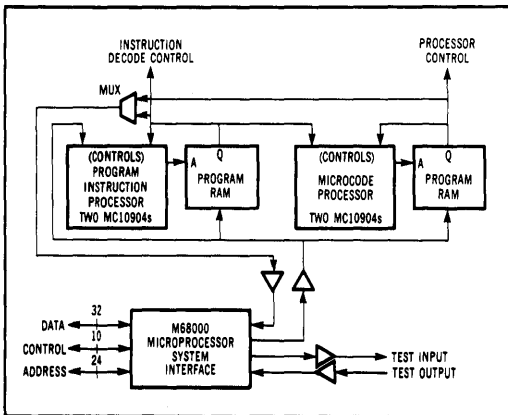 INSTRUCTION
DECODE CONTROL
PROCESSOR
CONTROL
MUX
(CONTROLS)
PROGRAM
INSTRUCTION
PROCESSOR
TWO MC10904s
Q
A
PROGRAM
RAM
(CONTROLS)
MICROCODE
PROCESSOR
TWO MC10904s
Q
A
PROGRAM
RAM
32
DATA
10
CONTROL
24
ADDRESS
M68000
MICROPROCESSOR
SYSTEM
INTERFACE
TEST INPUT
TEST OUTPUT